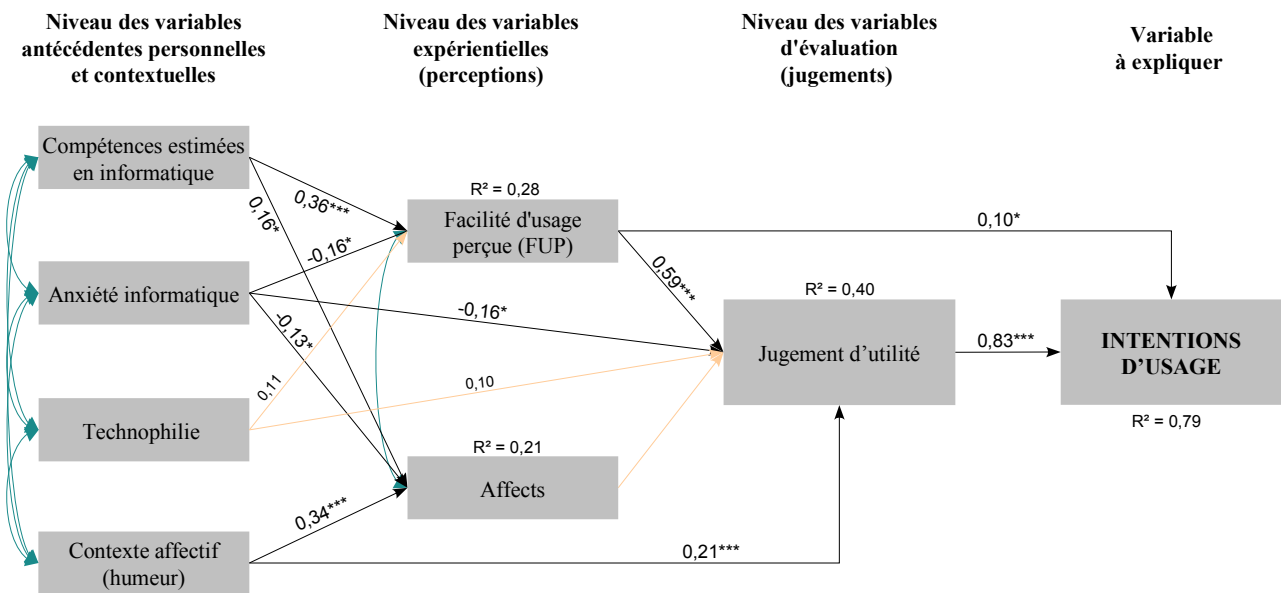 Niveau des variables
antécédentes personnelles
et contextuelles
Niveau des variables
expérientielles
(perceptions)
Niveau des variables
d'évaluation
(jugements)
Variable
à expliquer
Compétences estimées
en informatique
Anxiété informatique
Technophilie
Contexte affectif
(humeur)
0,36***
0,16*
-0,16*
-0,13*
0,11
0,34***
R² = 0,28
Facilité d'usage
perçue (FUP)
R² = 0,21
Affects
0,10*
0,59***
-0,16*
0,10
0,21***
R² = 0,40
Jugement d’utilité
0,83***
INTENTIONS
D’USAGE
R² = 0,79